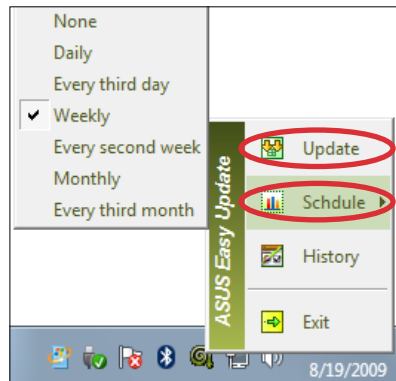 None
Daily
Every third day
Weekly
Every second week
Monthly
Every third month
ASUS Easy Update
Update
Schdule
History
Exit
8/19/2009